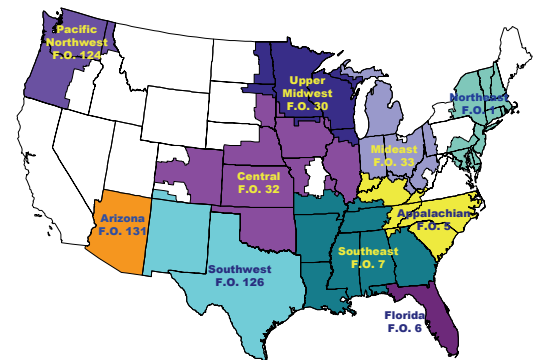 Pacific
Northwest
F.O. 124
Upper
Midwest
F.O. 30
Northeast
F.O. 1
Mideast
F.O. 33
Central
F.O. 32
Arizona
F.O. 131
Appalachian
F.O. 5
Southeast
F.O. 7
Southwest
F.O. 126
Florida
F.O. 6